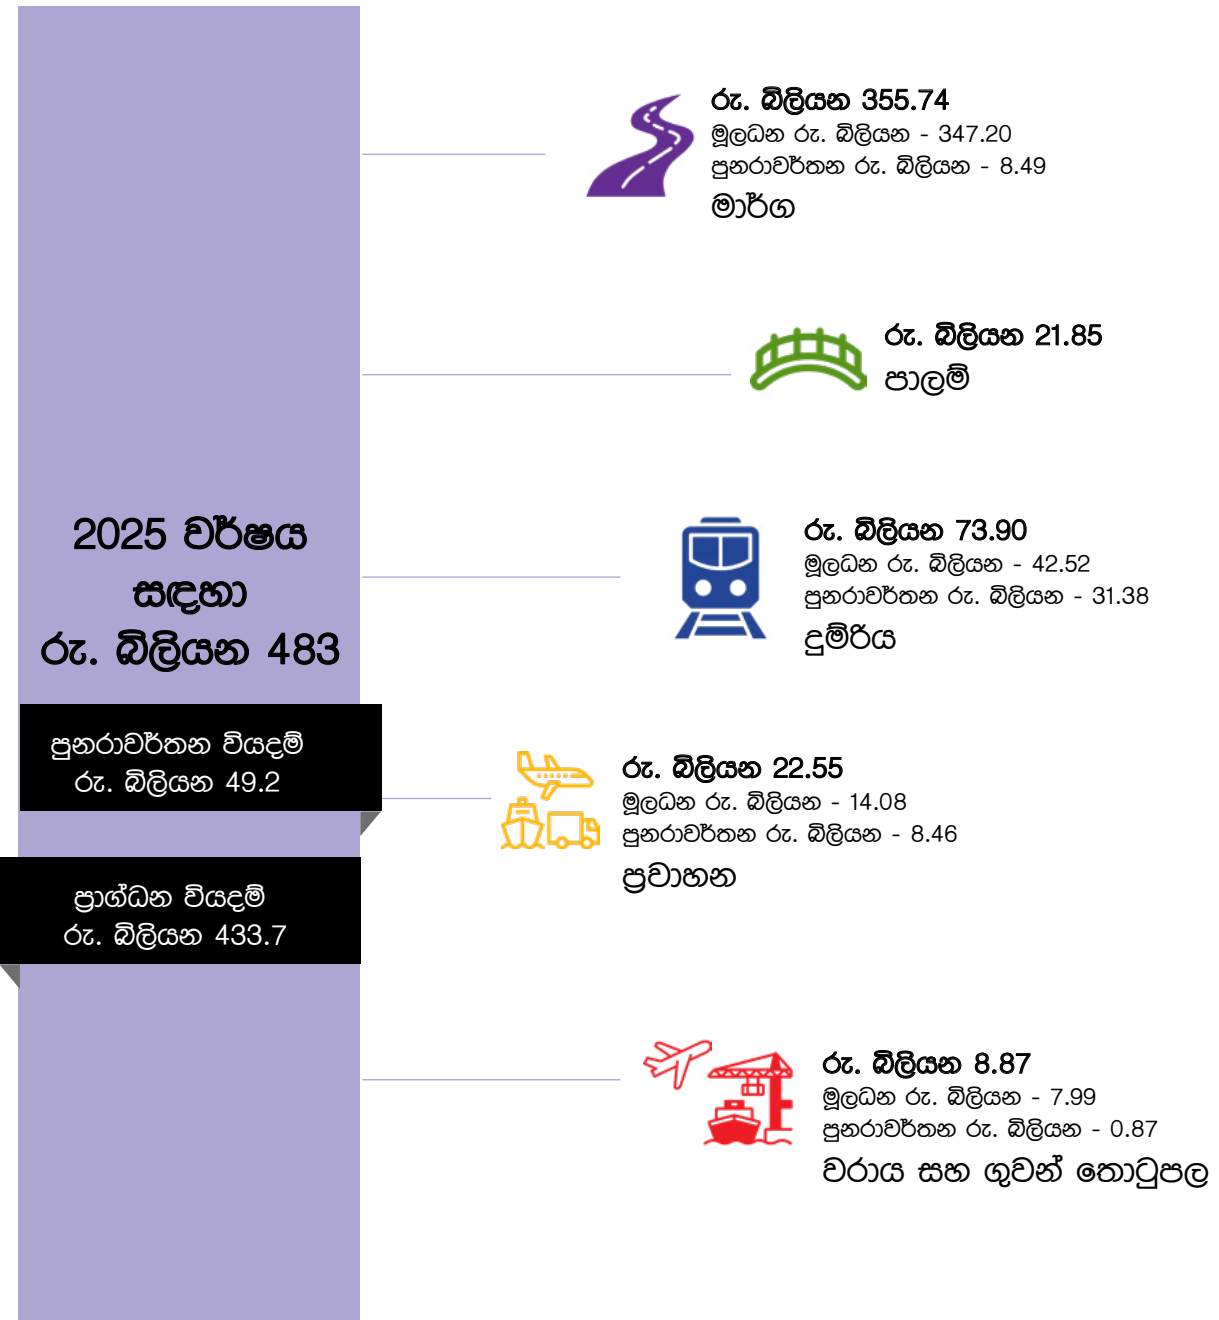 2025 වර්ෂය
සඳහා
රු. බිලියන 483
පුනරාවර්තන වියදම්
රු. බිලියන 49.2
ප්‍රාග්ධන වියදම්
රු. බිලියන 433.7
රු. බිලියන 355.74
මූලධන රු. බිලියන - 347.20
පුනරාවර්තන රු. බිලියන - 8.49
මාර්ග
රු. බිලියන 21.85
පාලම්
රු. බිලියන 73.90
මූලධන රු. බිලියන - 42.52
පුනරාවර්තන රු. බිලියන - 31.38
දුම්රිය
රු. බිලියන 22.55
මූලධන රු. බිලියන - 14.08
පුනරාවර්තන රු. බිලියන - 8.46
ප්‍රවාහන
රු. බිලියන 8.87
මූලධන රු. බිලියන - 7.99
පුනරාවර්තන රු. බිලියන - 0.87
වරාය සහ ගුවන් තොටුපල